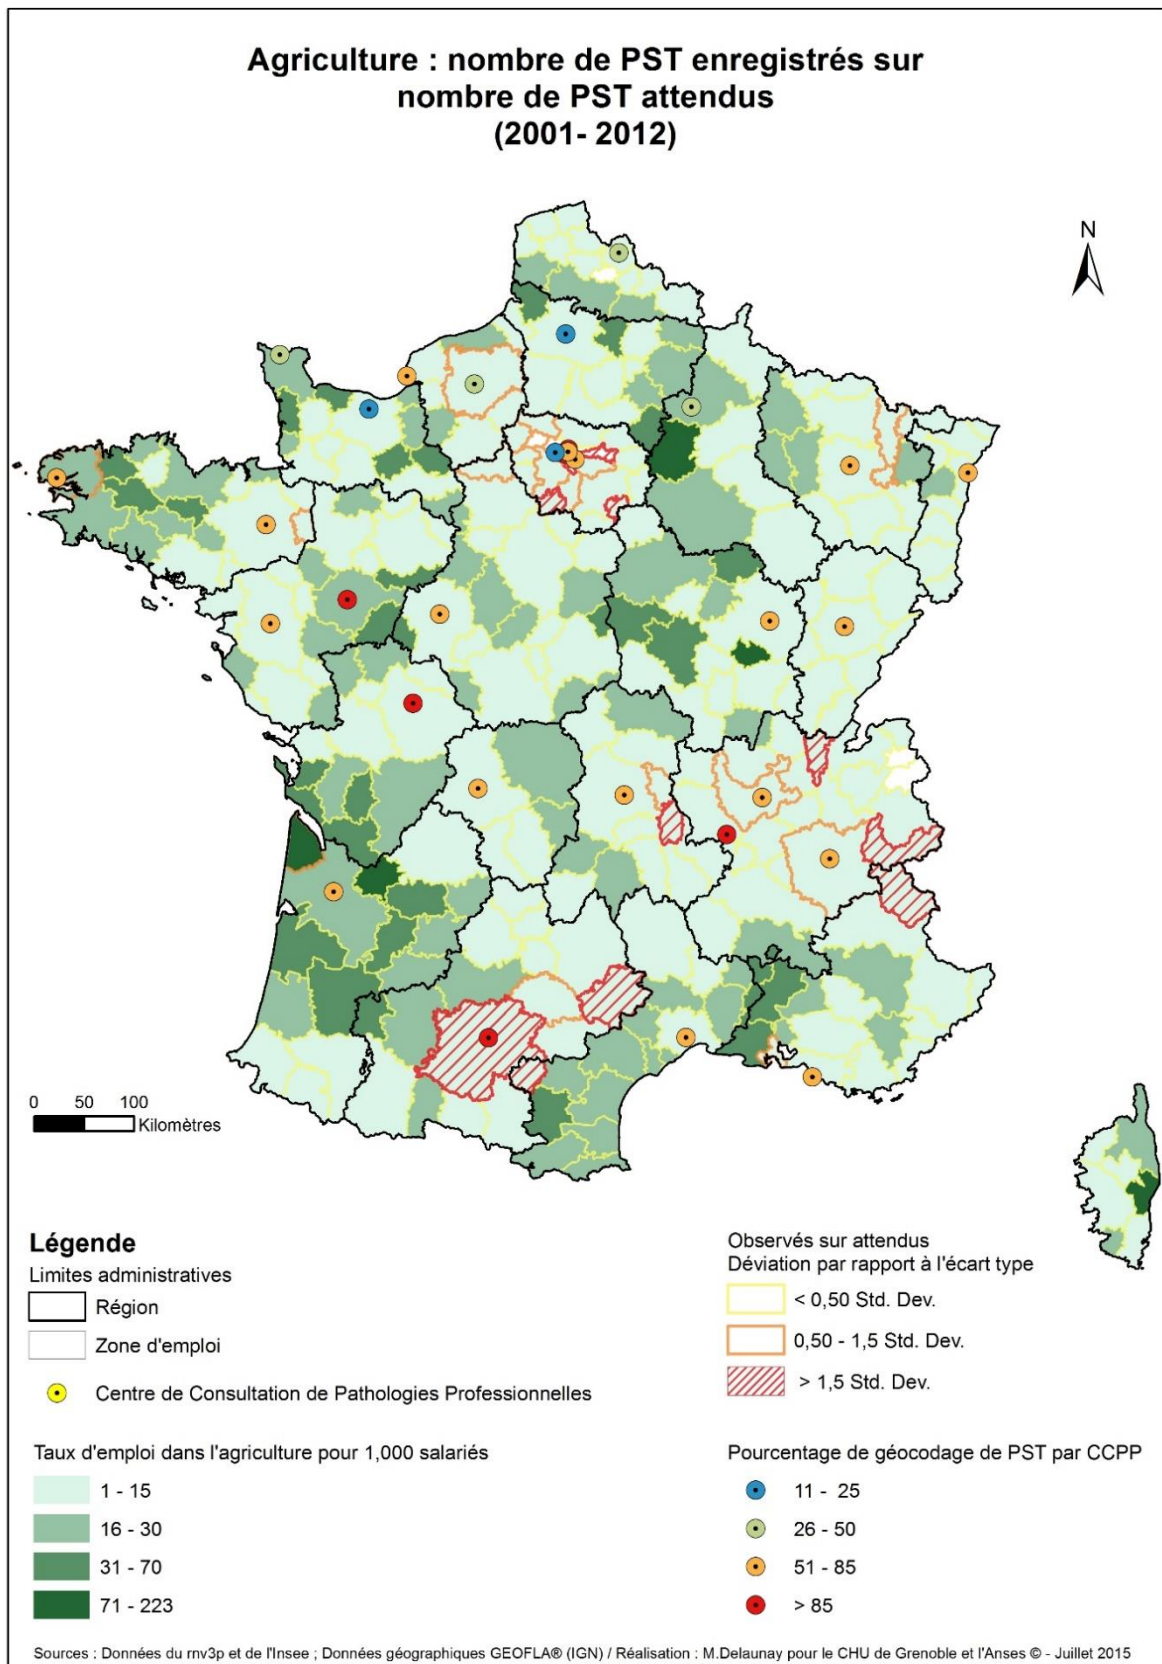 Agriculture : nombre de PST enregistrés sur
nombre de PST attendus
(2001- 2012)
N
0 50 100
Kilomètres
Légende
Limites administratives
Région
Zone d'emploi
Centre de Consultation de Pathologies Professionnelles
Observés sur attendus
Déviation par rapport à l'écart type
< 0,50 Std. Dev.
0,50 - 1,5 Std. Dev.
> 1,5 Std. Dev.
Taux d'emploi dans l'agriculture pour 1,000 salariés
1 - 15
16 - 30
31 - 70
71 - 223
Pourcentage de géocodage de PST par CCPP
11 - 25
26 - 50
51 - 85
> 85
Sources : Données du rnv3p et de l'Insee ; Données géographiques GEOFLA® (IGN) / Réalisation : M.Delaunay pour le CHU de Grenoble et l'Anses © - Juillet 2015